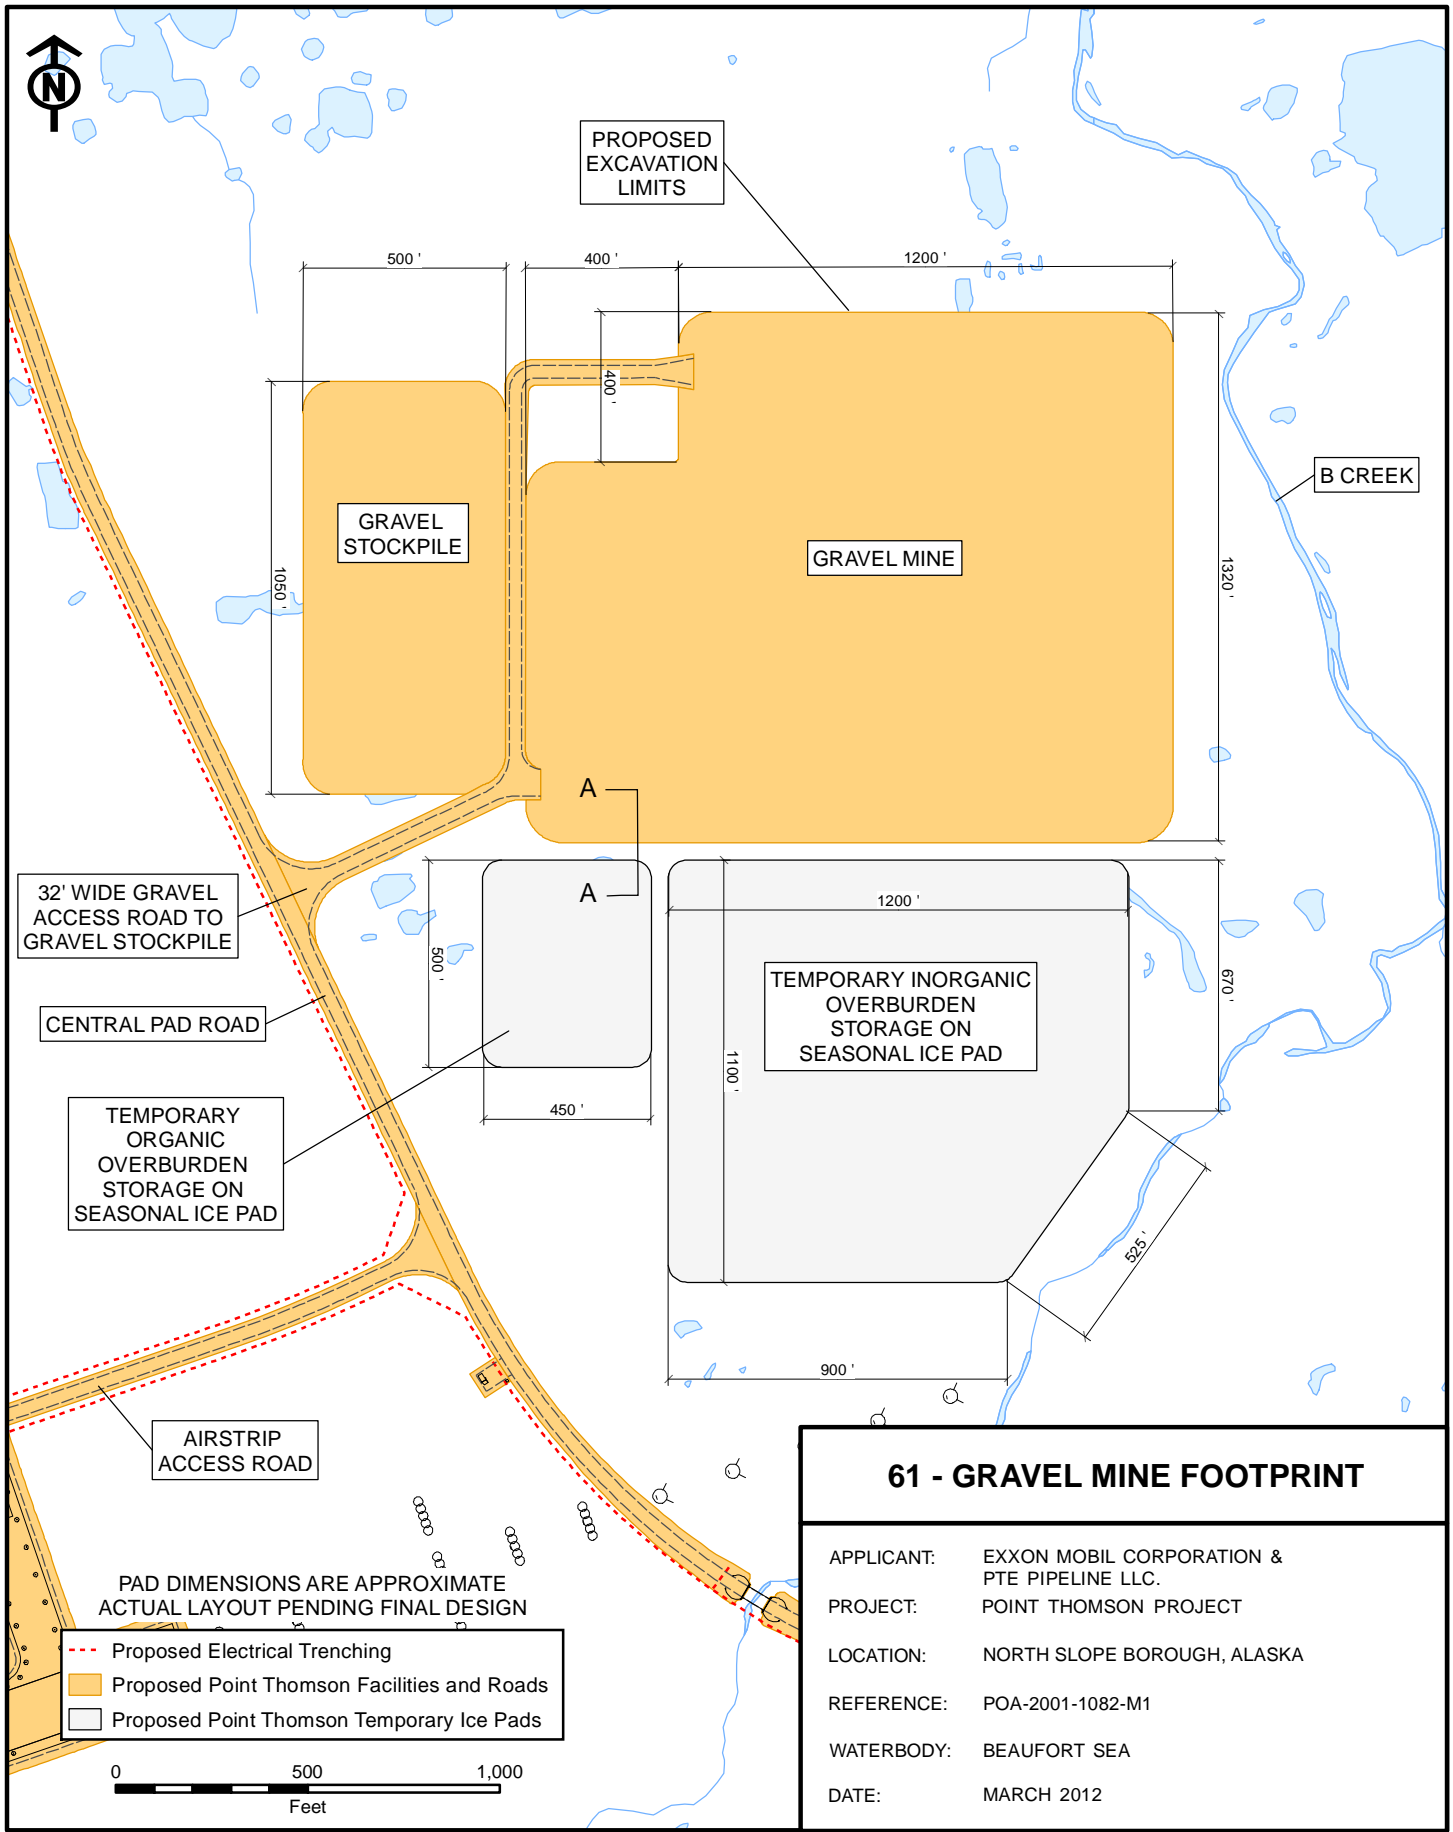 N
PROPOSED
EXCAVATION
LIMITS
500 '
400 '
1200 '
400 '
B CREEK
GRAVEL
STOCKPILE
GRAVEL MINE
1050 '
1320 '
A
A
32' WIDE GRAVEL
ACCESS ROAD TO
GRAVEL STOCKPILE
1200 '
500 '
670 '
TEMPORARY INORGANIC
OVERBURDEN
STORAGE ON
SEASONAL ICE PAD
CENTRAL PAD ROAD
1100 '
450 '
TEMPORARY
ORGANIC
OVERBURDEN
STORAGE ON
SEASONAL ICE PAD
525 '
900 '
AIRSTRIP
ACCESS ROAD
PAD DIMENSIONS ARE APPROXIMATE
ACTUAL LAYOUT PENDING FINAL DESIGN
Proposed Electrical Trenching
Proposed Point Thomson Facilities and Roads
Proposed Point Thomson Temporary Ice Pads
0 500 1,000
Feet
61 - GRAVEL MINE FOOTPRINT
APPLICANT: EXXON MOBIL CORPORATION &
PTE PIPELINE LLC.
PROJECT: POINT THOMSON PROJECT
LOCATION: NORTH SLOPE BOROUGH, ALASKA
REFERENCE: POA-2001-1082-M1
WATERBODY: BEAUFORT SEA
DATE: MARCH 2012